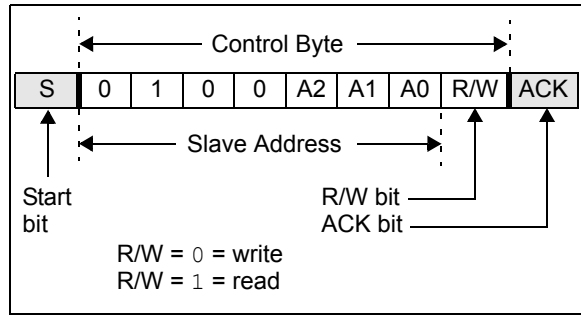 Control Byte
S 0 1 0 0 A2 A1 A0 R/W ACK
Slave Address
Start
bit
R/W bit
ACK bit
R/W = 0 = write
R/W = 1 = read